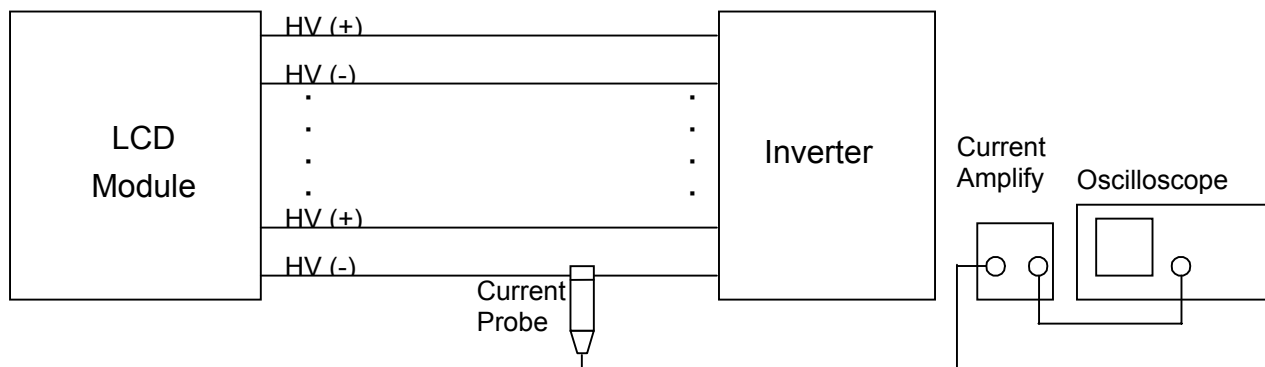 HV (+)
HV (-)
LCD
Module
Inverter
HV (+)
HV (-)
Current
Probe
Current
Amplify
Oscilloscope